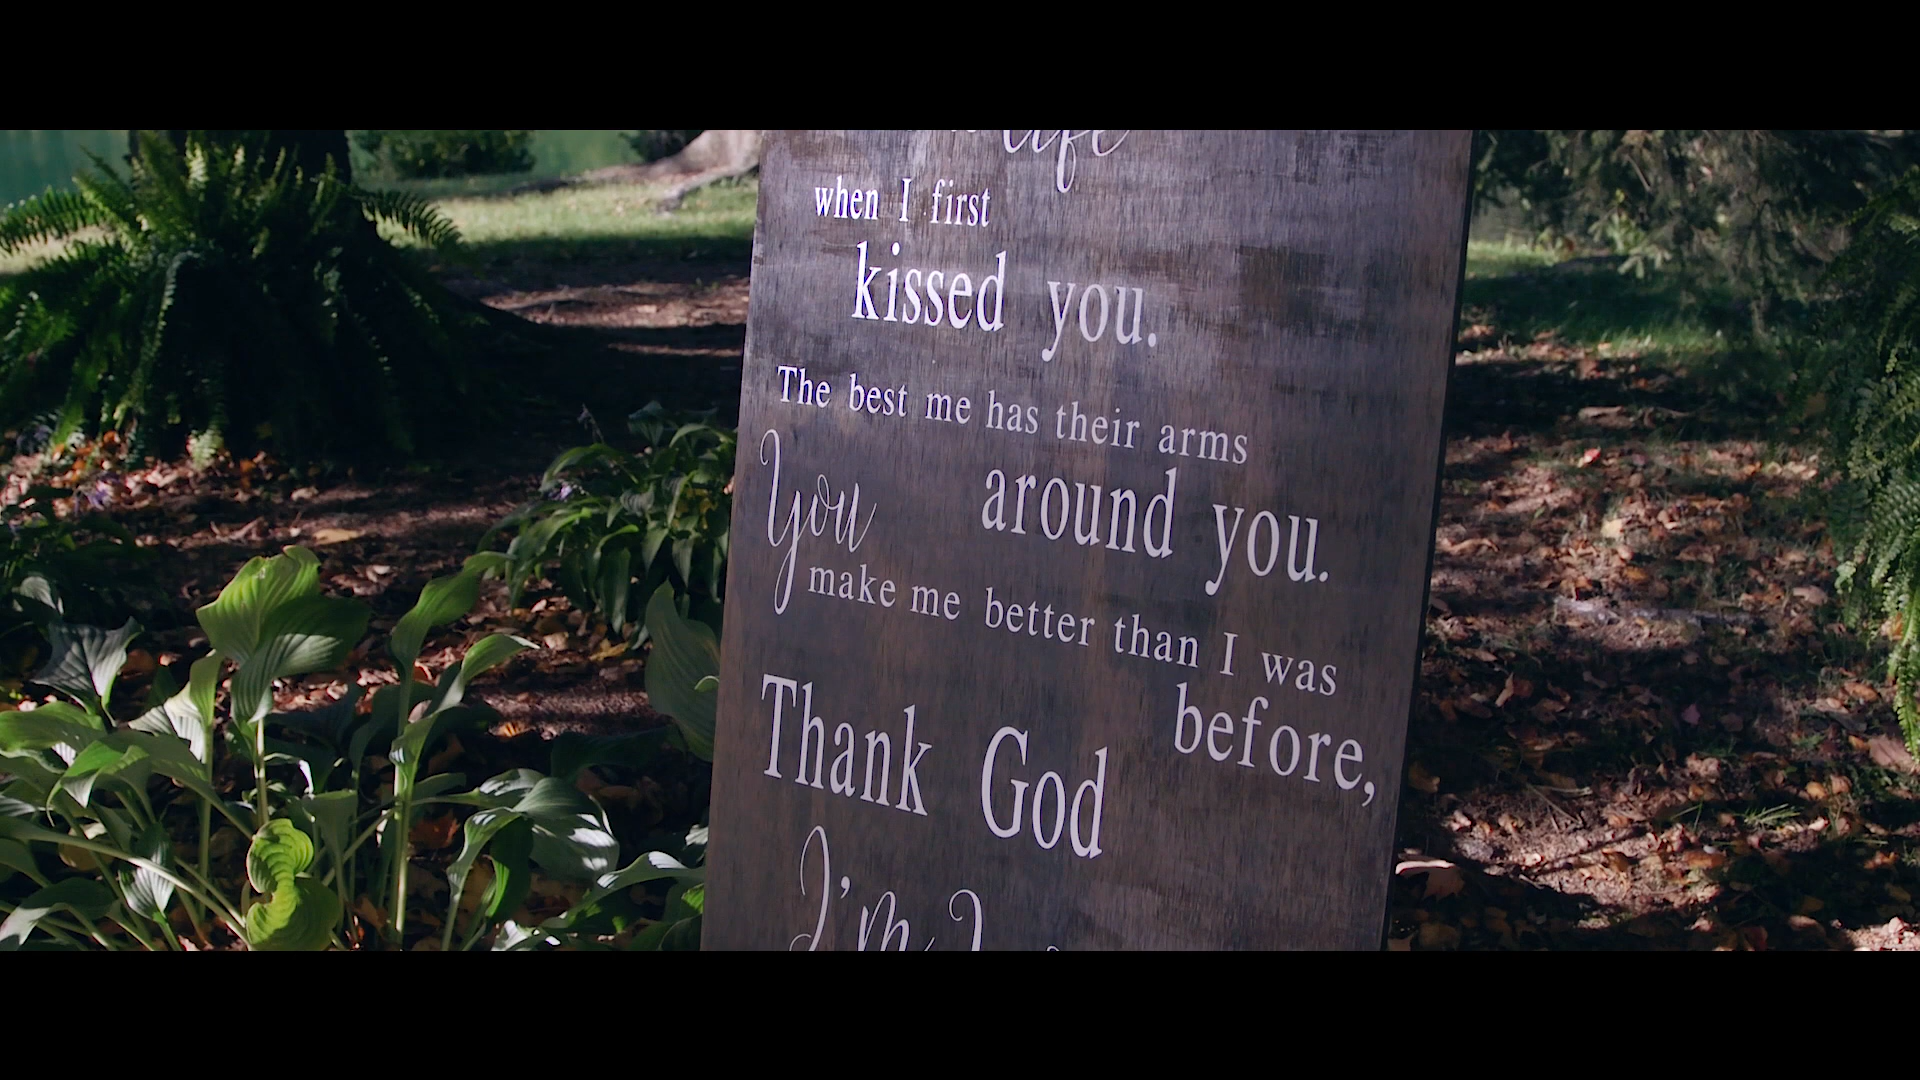 life
when I first
kissed you.
The best me has their arms
around you.
You
make me better than I was
before,
Thank God
I'm